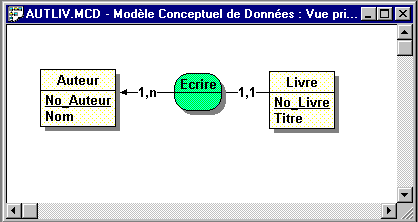 AUTLIV.MCD - Modèle Conceptuel de Données : Vue pri...
Auteur
No_Auteur
Nom
1,n
Ecrire
1,1
Livre
No_Livre
Titre